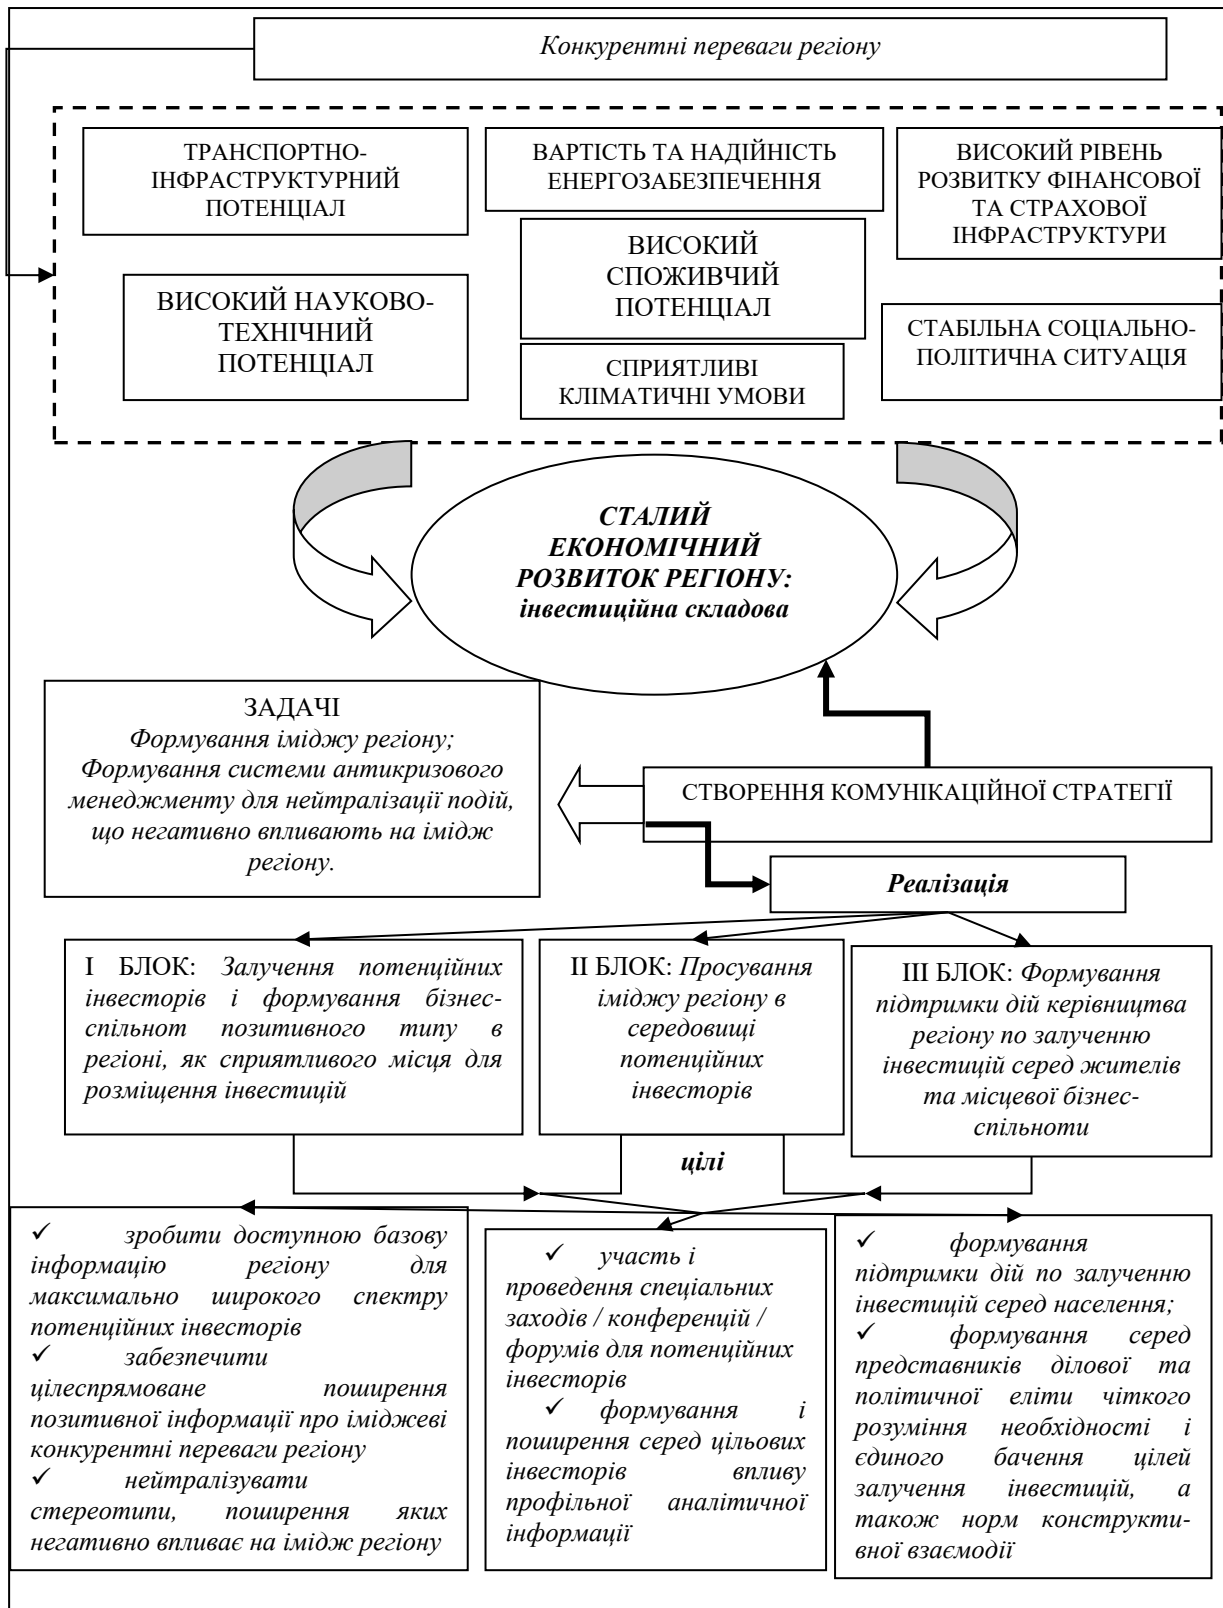 Конкурентні переваги регіону
ТРАНСПОРТНО-
ІНФРАСТРУКТУРНИЙ
ПОТЕНЦІАЛ
ВАРТІСТЬ ТА НАДІЙНІСТЬ
ЕНЕРГОЗАБЕЗПЕЧЕННЯ
ВИСОКИЙ РІВЕНЬ
РОЗВИТКУ ФІНАНСОВОЇ
ТА СТРАХОВОЇ
ІНФРАСТРУКТУРИ
ВИСОКИЙ НАУКОВО-
ТЕХНІЧНИЙ
ПОТЕНЦІАЛ
ВИСОКИЙ
СПОЖИВЧИЙ
ПОТЕНЦІАЛ
СТАБІЛЬНА СОЦІАЛЬНО-
ПОЛІТИЧНА СИТУАЦІЯ
СПРИЯТЛИВІ
КЛІМАТИЧНІ УМОВИ
СТАЛИЙ
ЕКОНОМІЧНИЙ
РОЗВИТОК РЕГІОНУ:
інвестиційна складова
ЗАДАЧІ
Формування іміджу регіону;
Формування системи антикризового
менеджменту для нейтралізації подій,
що негативно впливають на імідж
регіону.
СТВОРЕННЯ КОМУНІКАЦІЙНОЇ СТРАТЕГІЇ
Реалізація
І БЛОК: Залучення потенційних
інвесторів і формування бізнес-
спільнот позитивного типу в
регіоні, як сприятливого місця для
розміщення інвестицій
ІІ БЛОК: Просування
іміджу регіону в
середовищі
потенційних
інвесторів
ІІІ БЛОК: Формування
підтримки дій керівництва
регіону по залученню
інвестицій серед жителів
та місцевої бізнес-
спільноти
цілі
✓ зробити доступною базову
інформацію регіону для
максимально широкого спектру
потенційних інвесторів
✓ забезпечити
цілеспрямоване поширення
позитивної інформації про іміджеві
конкурентні переваги регіону
✓ нейтралізувати
стереотипи, поширення яких
негативно впливає на імідж регіону
✓ участь і
проведення спеціальних
заходів / конференцій /
форумів для потенційних
інвесторів
✓ формування і
поширення серед цільових
інвесторів впливу
профільної аналітичної
інформації
✓ формування
підтримки дій по залученню
інвестицій серед населення;
✓ формування серед
представників ділової та
політичної еліти чіткого
розуміння необхідності і
єдиного бачення цілей
залучення інвестицій, а
також норм конструкти-
вної взаємодії